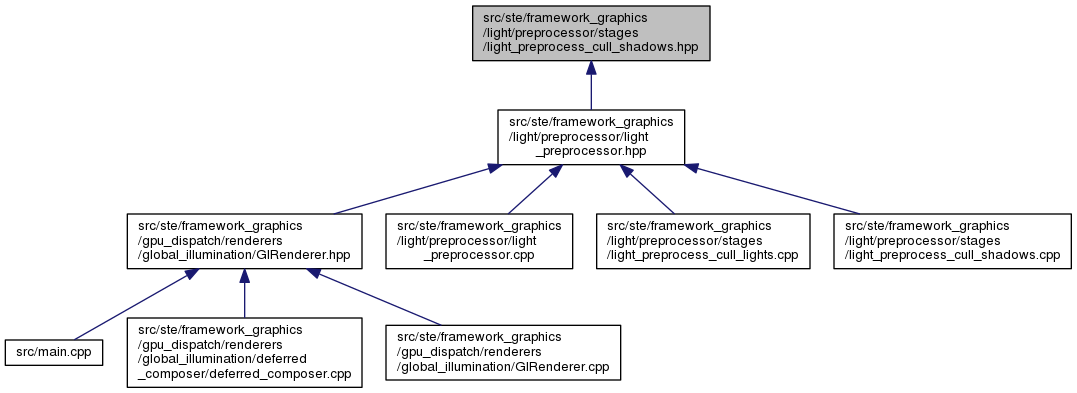 src/ste/framework_graphics
/light/preprocessor/stages
/light_preprocess_cull_shadows.hpp
src/ste/framework_graphics
/light/preprocessor/light
_preprocessor.hpp
src/ste/framework_graphics
/gpu_dispatch/renderers
/global_illumination/GIRenderer.hpp
src/ste/framework_graphics
/light/preprocessor/light
_preprocessor.cpp
src/ste/framework_graphics
/light/preprocessor/stages
/light_preprocess_cull_lights.cpp
src/ste/framework_graphics
/light/preprocessor/stages
/light_preprocess_cull_shadows.cpp
src/main.cpp
src/ste/framework_graphics
/gpu_dispatch/renderers
/global_illumination/deferred
_composer/deferred_composer.cpp
src/ste/framework_graphics
/gpu_dispatch/renderers
/global_illumination/GIRenderer.cpp